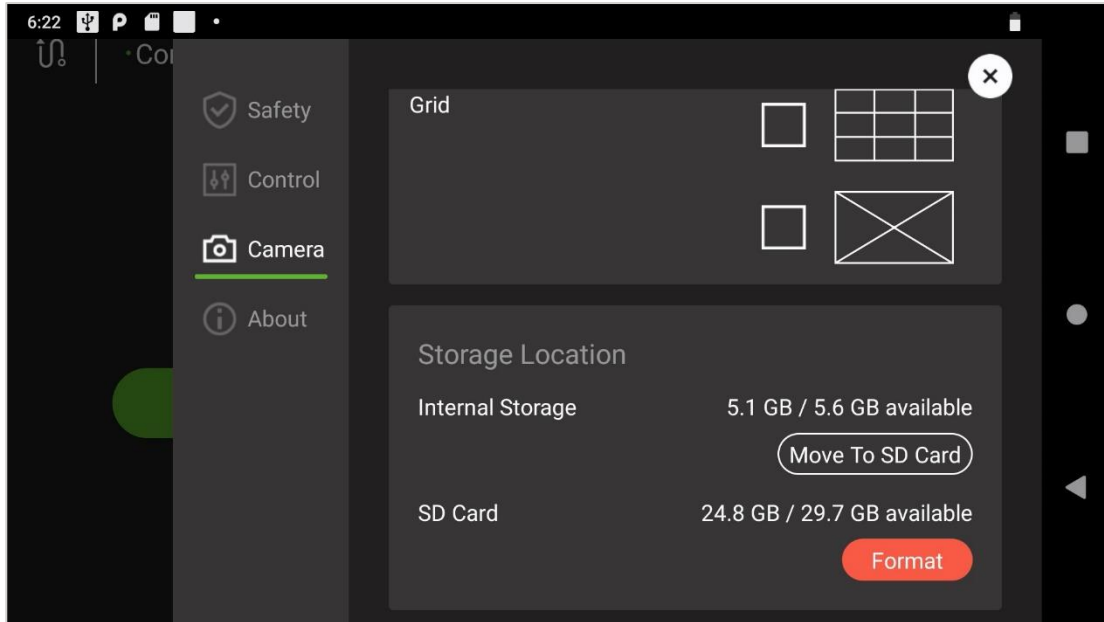 6:22
Co
Safety
Grid
Control
Camera
About
Storage Location
Internal Storage 5.1 GB / 5.6 GB available
Move To SD Card
SD Card 24.8 GB / 29.7 GB available
Format